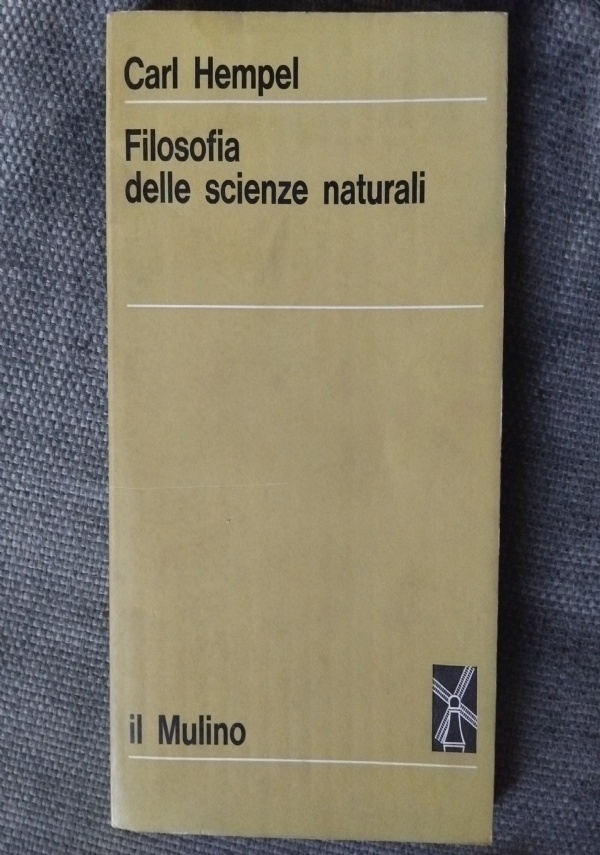 Carl Hempel
Filosofia
delle scienze naturali
il Mulino